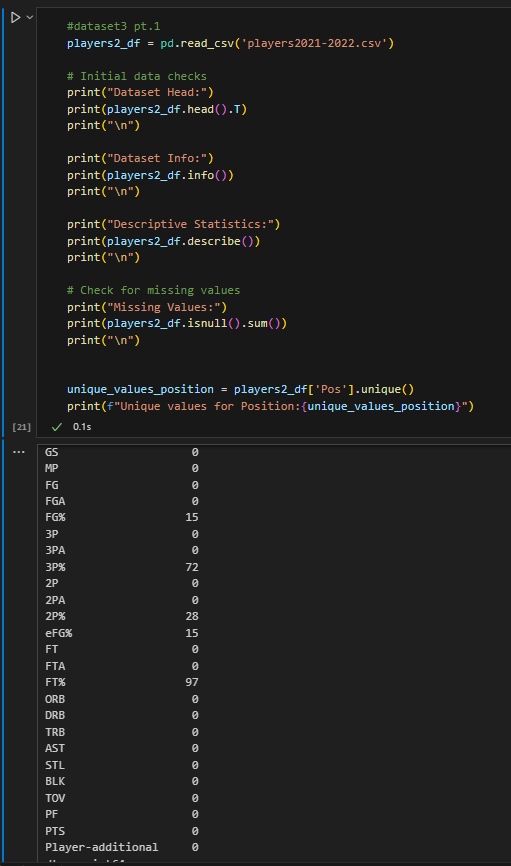 #dataset3 pt.1
players2_df = pd.read_csv('players2021-2022.csv')
# Initial data checks
print("Dataset Head:")
print(players2_df.head().T)
print("\n")
print("Dataset Info:")
print(players2_df.info())
print("\n")
print("Descriptive Statistics:")
print(players2_df.describe())
print("\n")
# Check for missing values
print("Missing Values:")
print(players2_df.isnull().sum())
print("\n")
unique_values_position = players2_df['Pos'].unique()
print(f"Unique values for Position:{unique_values_position}")
[21] 0.1s
GS 0
MP 0
FG 0
FGA 0
FG% 15
3P 0
3PA 0
3P% 72
2P 0
2PA 0
2P% 28
eFG% 15
FT 0
FTA 0
FT% 97
ORB 0
DRB 0
TRB 0
AST 0
STL 0
BLK 0
TOV 0
PF 0
PTS 0
Player-additional 0